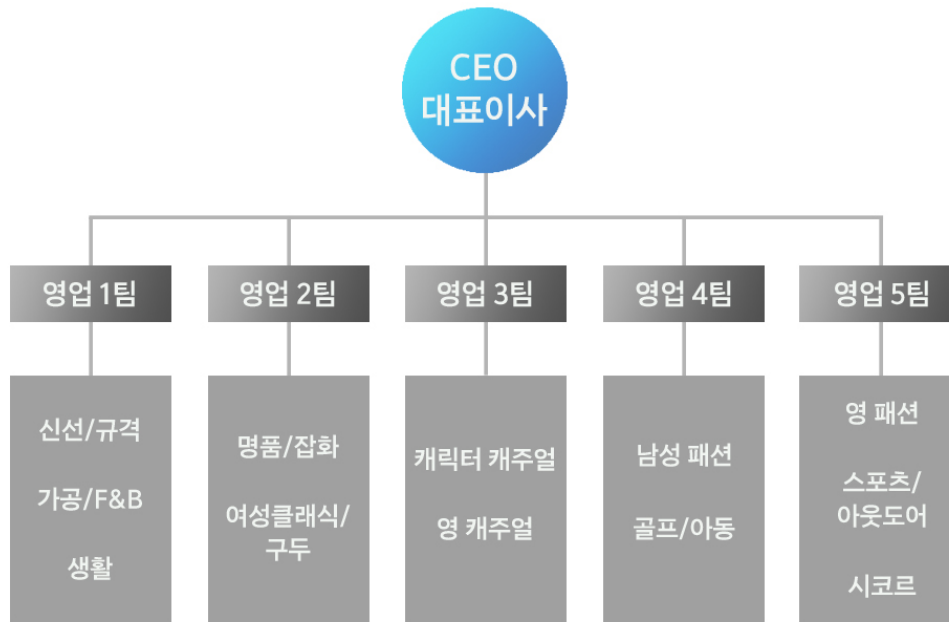 CEO
대표이사
영업 1팀
영업 2팀
영업 3팀
영업 4팀
영업 5팀
신선/규격
가공/F&B
생활
명품/잡화
여성클래식/
구두
캐릭터 캐주얼
영 캐주얼
남성 패션
골프/아동
영 패션
스포츠/
아웃도어
시코르